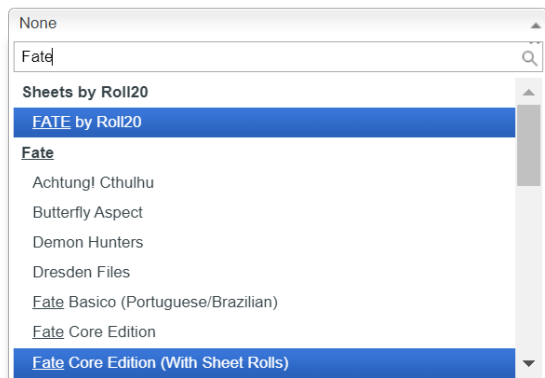 None
Fate
Sheets by Roll20
FATE by Roll20
Fate
Achtung! Cthulhu
Butterfly Aspect
Demon Hunters
Dresden Files
Fate Basico (Portuguese/Brazilian)
Fate Core Edition
Fate Core Edition (With Sheet Rolls)